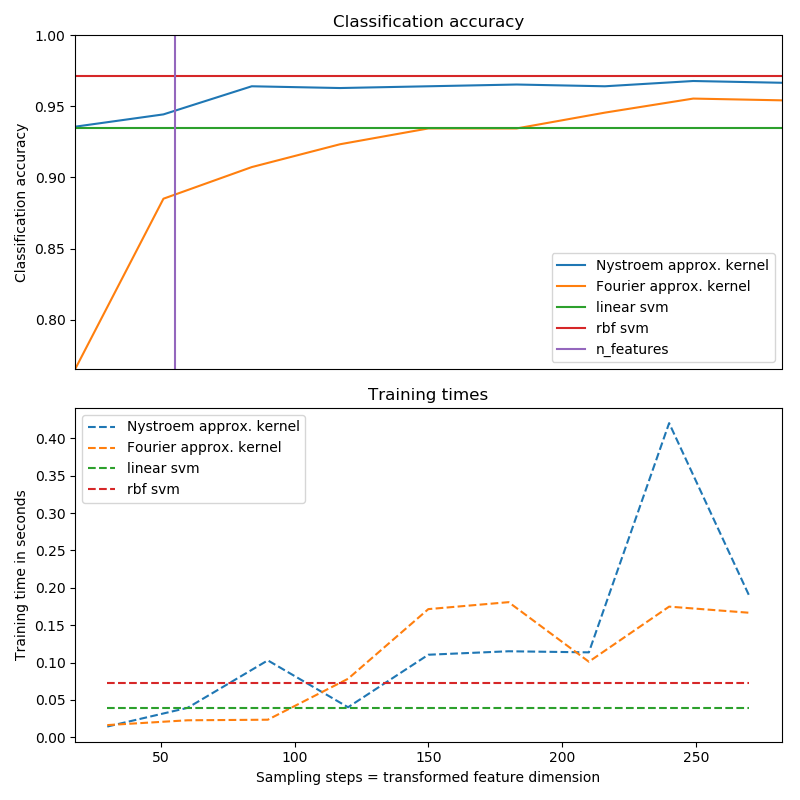 Classification accuracy
1.00
0.95
0.90
0.85
0.80
Classification accuracy
Nystroem approx. kernel
Fourier approx. kernel
linear svm
rbf svm
n_features
Training times
0.40
0.35
0.30
0.25
0.20
0.15
0.10
0.05
0.00
Training time in seconds
Nystroem approx. kernel
Fourier approx. kernel
linear svm
rbf svm
50 100 150 200 250
Sampling steps = transformed feature dimension